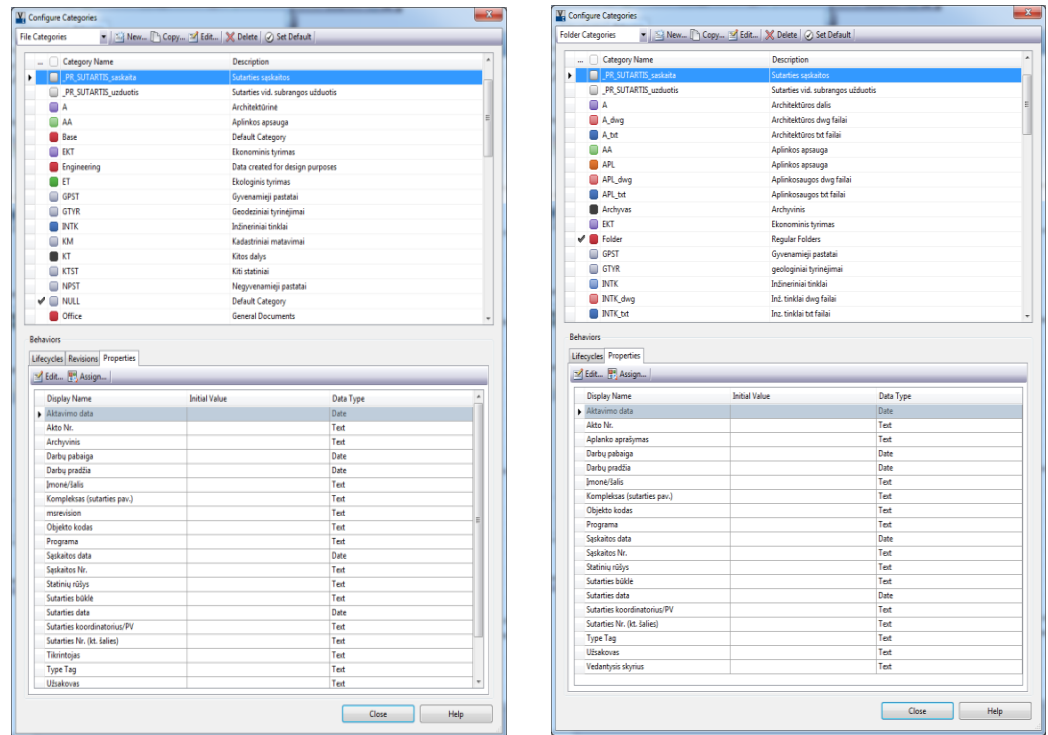 Configure Categories
File Categories New... Copy... Edit... Delete Set Default
... Category Name Description
_PR_SUTARTIS_saskaita Sutarties sąskaitos
_PR_SUTARTIS_uzduotis Sutarties vid. subrangos užduotis
A Architektūrinė
AA Aplinkos apsauga
Base Default Category
EKT Ekonominis tyrimas
Engineering Data created for design purposes
ET Ekologinis tyrimas
GPST Gyvenamieji pastatai
GTYR Geodeziniai tyrinėjimai
INTK Inžineriniai tinklai
KM Kadastriniai matavimai
KT Kitos dalys
KTST Kiti statiniai
NPST Negyvenamieji pastatai
NULL Default Category
Office General Documents
Behaviors
Lifecycles Revisions Properties
Edit... Assign...
Display Name Initial Value Data Type
Aktavimo data Date
Akto Nr. Text
Archyvinis Text
Darbų pabaiga Date
Darbų pradžia Date
Įmonė/šalis Text
Kompleksas (sutarties pav.) Text
msrevision Text
Objekto kodas Text
Programa Text
Sąskaitos data Date
Sąskaitos Nr. Text
Statinių rūšys Text
Sutarties būklė Text
Sutarties data Date
Sutarties koordinatorius/PV Text
Sutarties Nr. (kt. šalies) Text
Tikrintojas Text
Type Tag Text
Užsakovas Text
Close Help
Configure Categories
Folder Categories New... Copy... Edit... Delete Set Default
... Category Name Description
_PR_SUTARTIS_saskaita Sutarties sąskaitos
_PR_SUTARTIS_uzduotis Sutarties vid. subrangos užduotis
A Architektūros dalis
A_dwg Architektūros dwg failai
A_txt Architektūros txt failai
AA Aplinkos apsauga
APL Aplinkos apsauga
APL_dwg Aplinkosaugos dwg failai
APL_txt Aplinkosaugos txt failai
Archyvas Archyvinis
EKT Ekonominis tyrimas
Folder Regular Folders
GPST Gyvenamieji pastatai
GTYR geologiniai tyrinėjimai
INTK Inžineriniai tinklai
INTK_dwg Inž. tinklai dwg failai
INTK_txt Inz. tinklai txt failai
Behaviors
Lifecycles Properties
Edit... Assign...
Display Name Initial Value Data Type
Aktavimo data Date
Akto Nr. Text
Aplanko aprašymas Text
Darbų pabaiga Date
Darbų pradžia Date
Įmonė/šalis Text
Kompleksas (sutarties pav.) Text
Objekto kodas Text
Programa Text
Sąskaitos data Date
Sąskaitos Nr. Text
Statinių rūšys Text
Sutarties būklė Text
Sutarties data Date
Sutarties koordinatorius/PV Text
Sutarties Nr. (kt. šalies) Text
Type Tag Text
Užsakovas Text
Vedantysis skyrius Text
Close Help